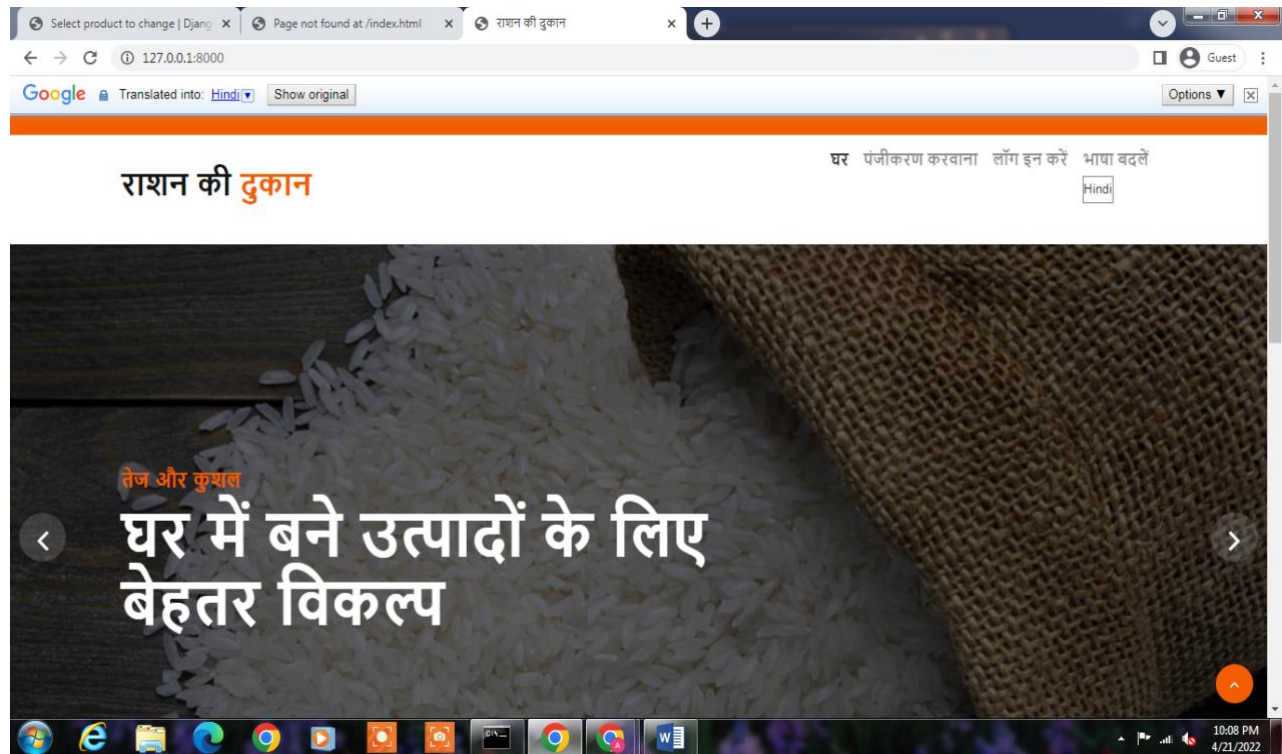 Select product to change | Djang
Page not found at /index.html
राशन की दुकान
127.0.0.1:8000
Guest
Google Translated into: Hindi Show original Options ▼
घर पंजीकरण करवाना लॉग इन करें भाषा बदलें
Hindi
राशन की दुकान
तेज और कुशल
घर में बने उत्पादों के लिए
बेहतर विकल्प
10:08 PM
4/21/2022